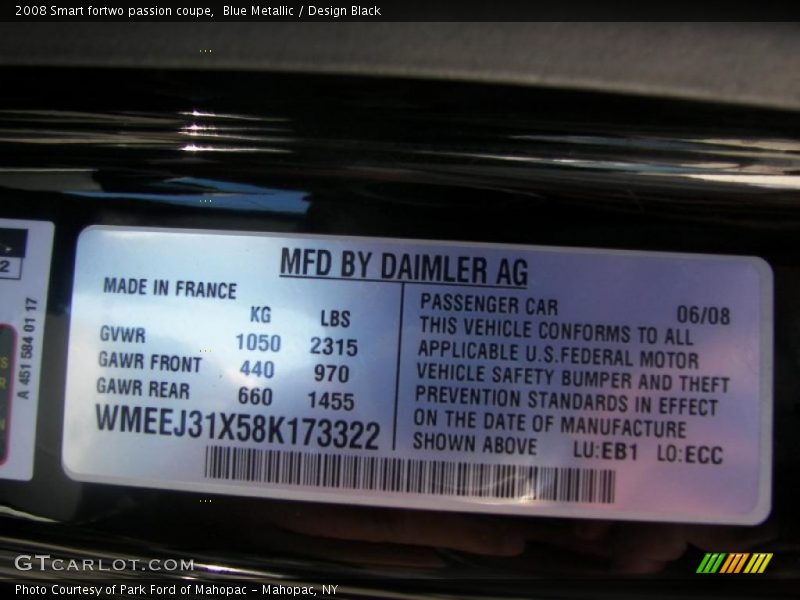 2008 Smart fortwo passion coupe,  Blue Metallic / Design Black
2
A 451 584 01 17
MFD BY DAIMLER AG
MADE IN FRANCE
KG LBS
GVWR 1050 2315
GAWR FRONT 440 970
GAWR REAR 660 1455
WMEEJ31X58K173322
PASSENGER CAR 06/08
THIS VEHICLE CONFORMS TO ALL
APPLICABLE U.S.FEDERAL MOTOR
VEHICLE SAFETY BUMPER AND THEFT
PREVENTION STANDARDS IN EFFECT
ON THE DATE OF MANUFACTURE
SHOWN ABOVE LU:EB1 LO:ECC
GTCARLOT.COM
Photo Courtesy of Park Ford of Mahopac - Mahopac, NY